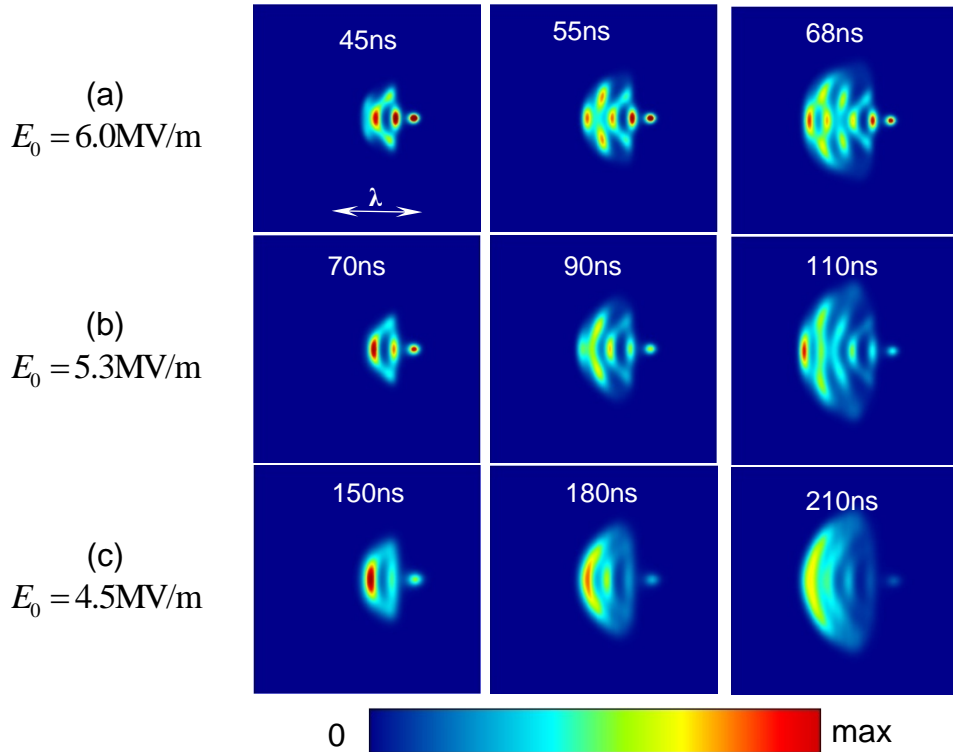 45ns
55ns
68ns
(a)
E₀ = 6.0MV/m
λ
70ns
90ns
110ns
(b)
E₀ = 5.3MV/m
150ns
180ns
210ns
(c)
E₀ = 4.5MV/m
0
max